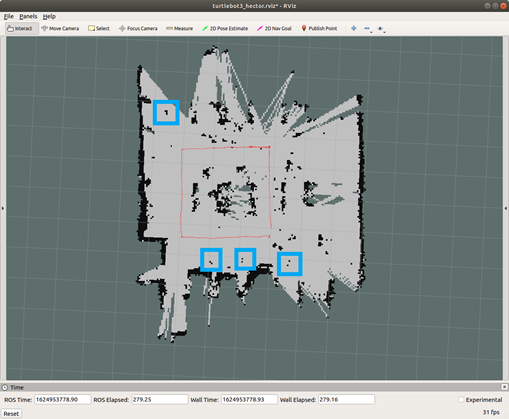 turtlebot3_hector.rviz* - RViz
File Panels Help
Interact Move Camera Select Focus Camera Measure 2D Pose Estimate 2D Nav Goal Publish Point
Time
ROS Time: 1624953778.90 ROS Elapsed: 279.25 Wall Time: 1624953778.93 Wall Elapsed: 279.16 Experimental
Reset 31 fps